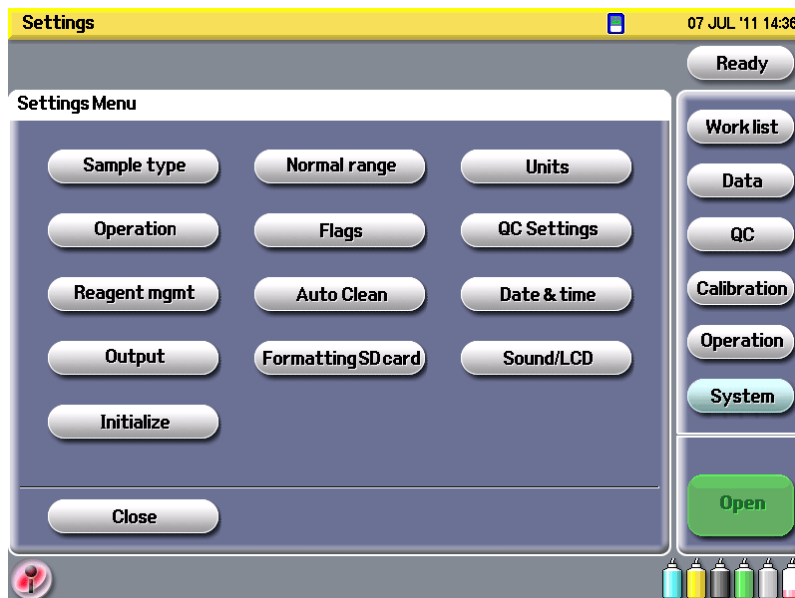 Settings
07 JUL '11 14:36
Ready
Settings Menu
Sample type
Normal range
Units
Operation
Flags
QC Settings
Reagent mgmt
Auto Clean
Date & time
Output
Formatting SD card
Sound/LCD
Initialize
Close
Work list
Data
QC
Calibration
Operation
System
Open